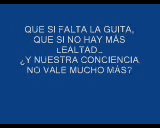 QUE SI FALTA LA GUITA,
QUE SI NO HAY MÁS
LEALTAD...
¿Y NUESTRA CONCIENCIA,
NO VALE MUCHO MÁS?